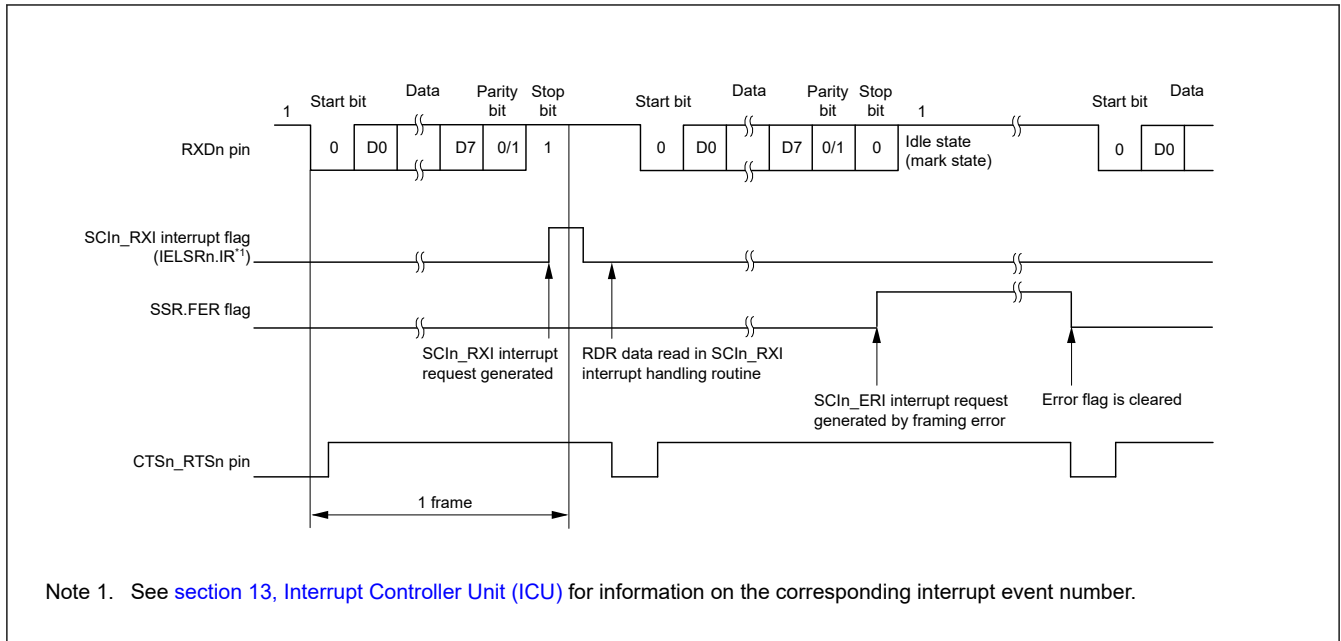 Data Parity Stop Data Parity Stop Data
Start bit bit bit Start bit bit bit Start bit
1 1
RXDn pin 0 D0 D7 0/1 1 0 D0 D7 0/1 0 Idle state 0 D0
(mark state)
SCIn_RXI interrupt flag
(IELSRn.IR*1)
SSR.FER flag
SCIn_RXI interrupt
request generated
RDR data read in SCIn_RXI
interrupt handling routine
SCIn_ERI interrupt request
generated by framing error
Error flag is cleared
CTSn_RTSn pin
1 frame
Note 1. See section 13, Interrupt Controller Unit (ICU) for information on the corresponding interrupt event number.